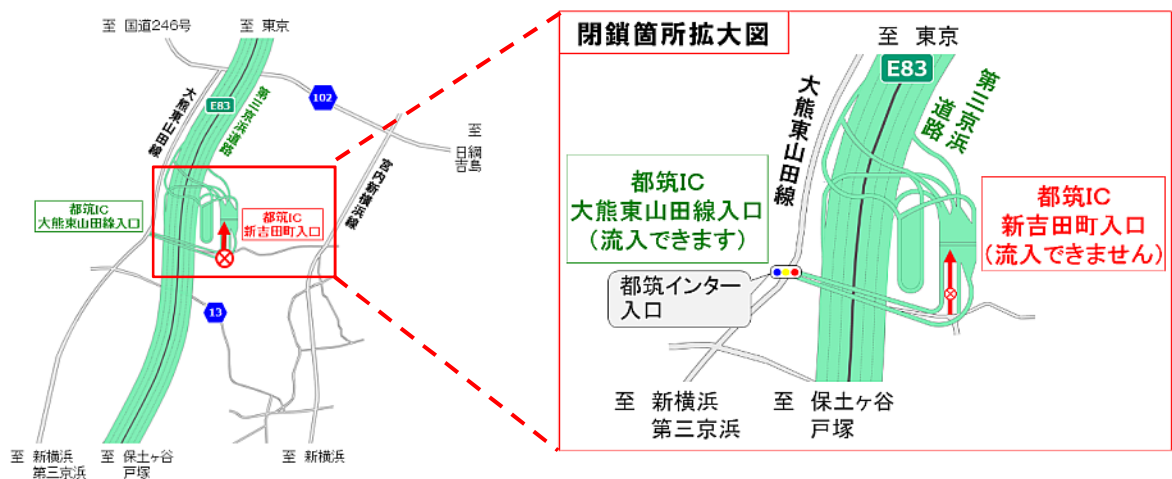 至 国道246号
至 東京
E83
102
大熊東山田線
第三京浜道路
至
日吉
綱島
宮内新横浜線
都筑IC
大熊東山田線入口
都筑IC
新吉田町入口
13
至 新横浜
第三京浜
至 保土ヶ谷
戸塚
至 新横浜
閉鎖箇所拡大図
至 東京
E83
大熊東山田線
第三京浜
道路
都筑IC
大熊東山田線入口
(流入できます)
都筑IC
新吉田町入口
(流入できません)
都筑インター
入口
至 新横浜
第三京浜
至 保土ヶ谷
戸塚